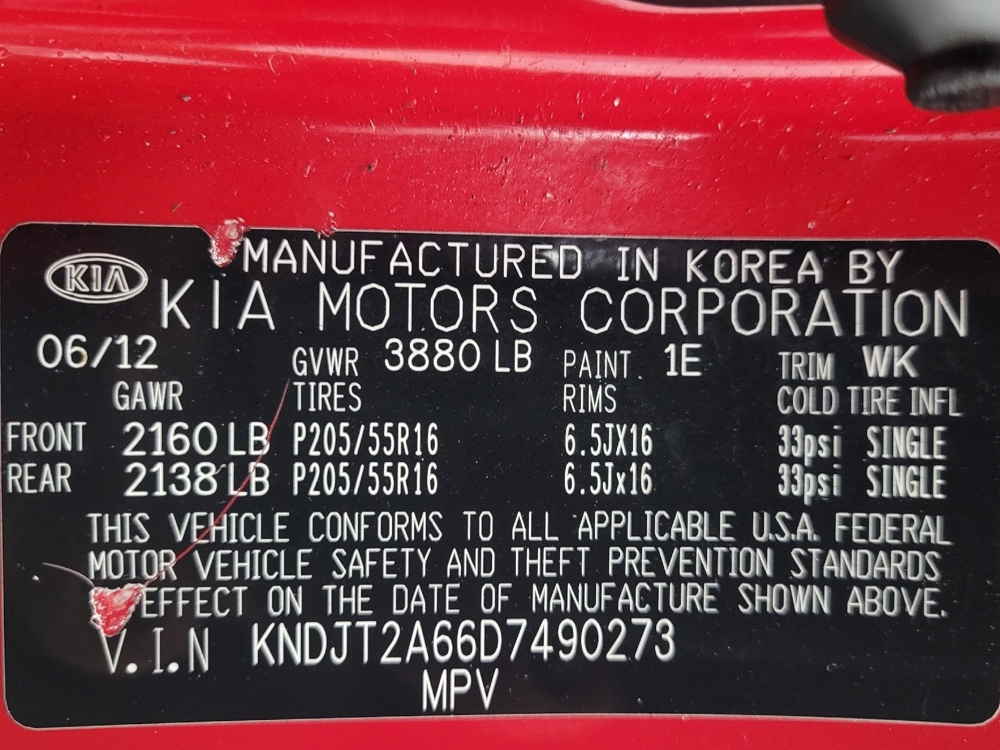 KIA MANUFACTURED IN KOREA BY
KIA MOTORS CORPORATION
06/12 GVWR 3880 LB PAINT 1E TRIM WK
GAWR TIRES RIMS COLD TIRE INFL
FRONT 2160 LB P205/55R16 6.5JX16 33psi SINGLE
REAR 2138 LB P205/55R16 6.5Jx16 33psi SINGLE
THIS VEHICLE CONFORMS TO ALL APPLICABLE U.S.A. FEDERAL
MOTOR VEHICLE SAFETY AND THEFT PREVENTION STANDARDS
EFFECT ON THE DATE OF MANUFACTURE SHOWN ABOVE.
V.I.N KNDJT2A66D7490273
MPV